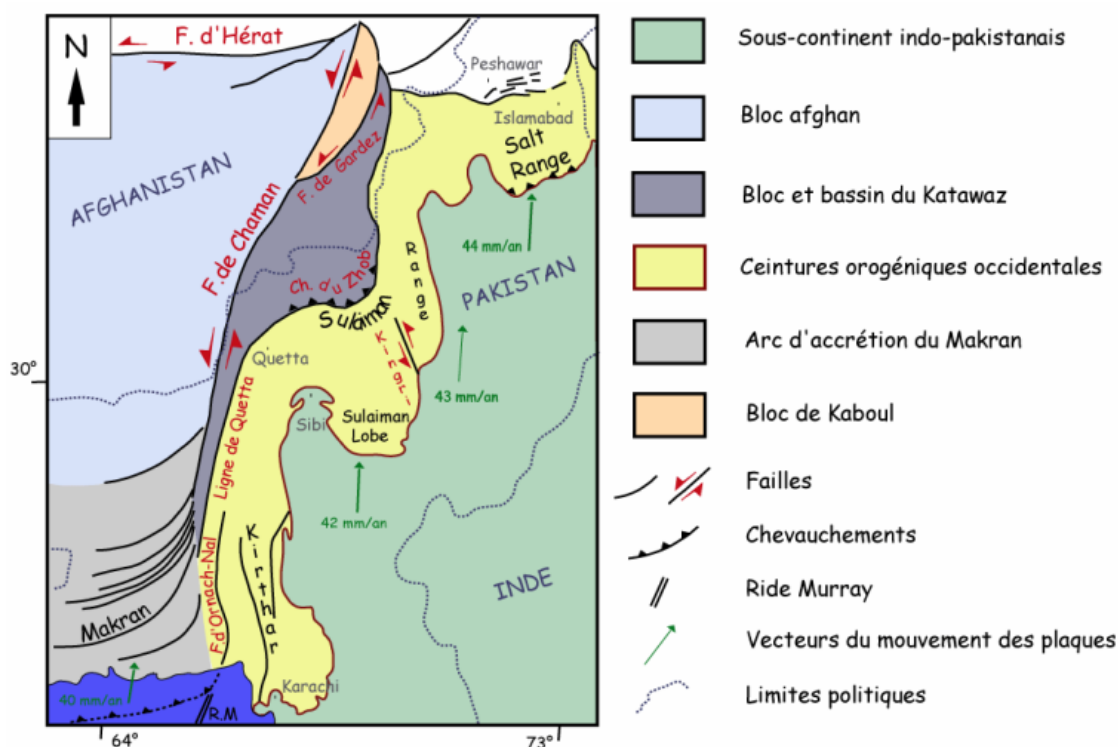 N
F. d'Hérat
Peshawar
Islamabad
Salt
Range
F. de Gardez
AFGHANISTAN
F. de Chaman
44 mm/an
Range
PAKISTAN
Ch. d'u Zhob
Sulaiman
Quetta
Kingri
30°
43 mm/an
Sibi
Sulaiman
Lobe
Ligne de Quetta
42 mm/an
Kirthar
INDE
F. d'Ornach-Nal
Makran
Karachi
40 mm/an
R.M
64°
73°
Sous-continent indo-pakistanais
Bloc afghan
Bloc et bassin du Katawaz
Ceintures orogéniques occidentales
Arc d'accrétion du Makran
Bloc de Kaboul
Failles
Chevauchements
Ride Murray
Vecteurs du mouvement des plaques
Limites politiques